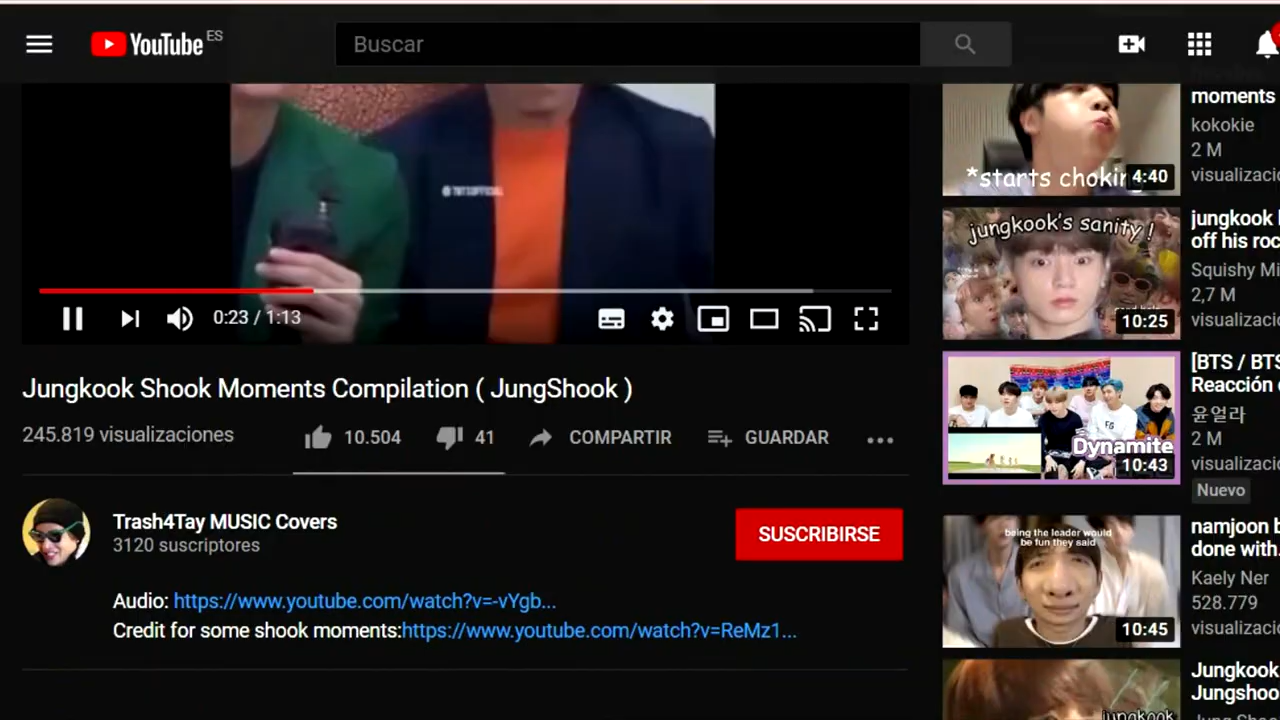 YouTube ES
Buscar
0:23 / 1:13
Jungkook Shook Moments Compilation ( JungShook )
245.819 visualizaciones
10.504
41
COMPARTIR
GUARDAR
Trash4Tay MUSIC Covers
3120 suscriptores
SUSCRIBIRSE
Audio: https://www.youtube.com/watch?v=-vYgb...
Credit for some shook moments:https://www.youtube.com/watch?v=ReMz1...
*starts chokin
4:40
moments
kokokie
2 M
visualizacio
jungkook's sanity !
10:25
jungkook
off his roc
Squishy Mi
2,7 M
visualizacio
Dynamite
10:43
[BTS / BTS
Reacción
윤얼라
2 M
visualizacio
Nuevo
being the leader would
be fun they said
10:45
namjoon b
done with.
Kaely Ner
528.779
visualizacio
jungkook
Jungkook
Jungshoo